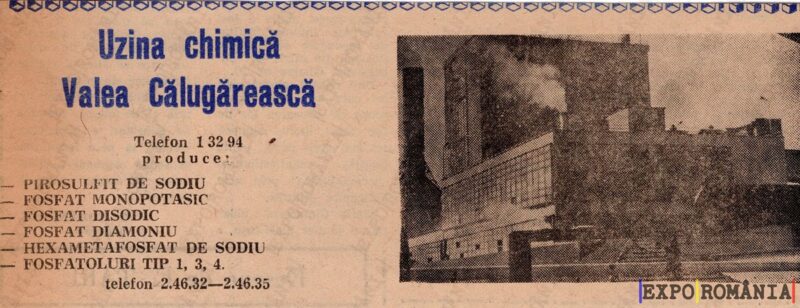 Uzina chimică
Valea Călugărească
Telefon 1 32 94
produce:
— PIROSULFIT DE SODIU
— FOSFAT MONOPOTASIC
— FOSFAT DISODIC
— FOSFAT DIAMONIU
— HEXAMETAFOSFAT DE SODIU
— FOSFATOLURI TIP 1, 3, 4.
telefon 2.46.32—2.46.35
EXPO ROMÂNIA